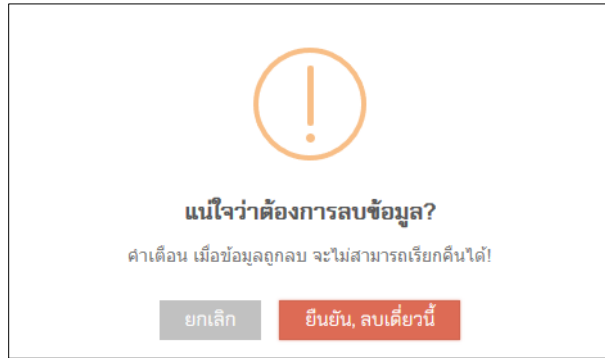 แน่ใจว่าต้องการลบข้อมูล?
คำเตือน เมื่อข้อมูลถูกลบ จะไม่สามารถเรียกคืนได้!
ยกเลิก
ยืนยัน, ลบเดี่ยวนี้